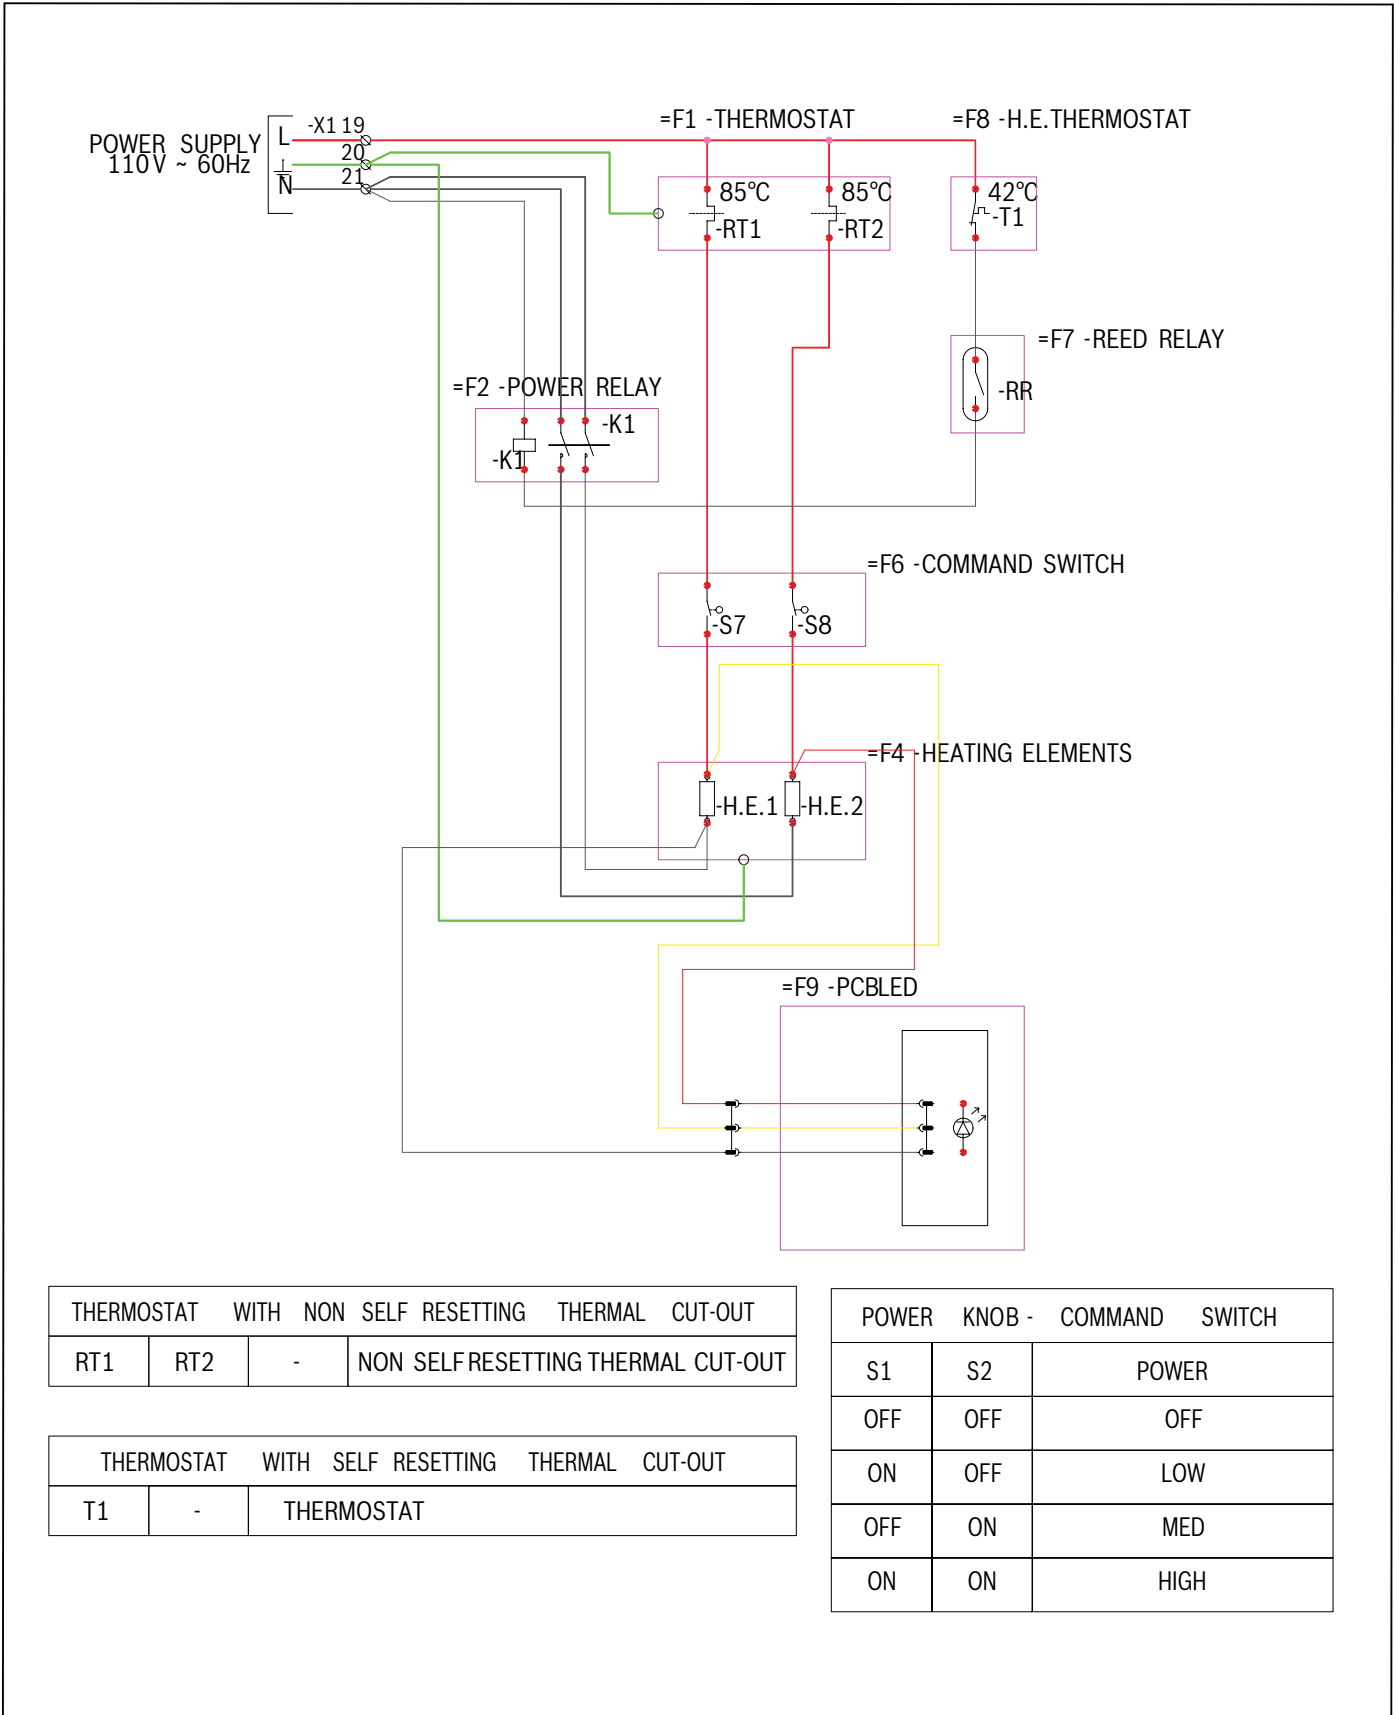 =F1 -THERMOSTAT
=F8 -H.E.THERMOSTAT
-X1 19
POWER SUPPLY
110V ~ 60Hz
L
20
N
21
85°C
-RT1
85°C
-RT2
42°C
-T1
=F7 -REED RELAY
-RR
=F2 -POWER RELAY
-K1
-K1
=F6 -COMMAND SWITCH
-S7
-S8
=F4 -HEATING ELEMENTS
-H.E.1
-H.E.2
=F9 -PCBLED
THERMOSTAT WITH NON SELF RESETTING THERMAL CUT-OUT
RT1 RT2 - NON SELF RESETTING THERMAL CUT-OUT
THERMOSTAT WITH SELF RESETTING THERMAL CUT-OUT
T1 - THERMOSTAT
POWER KNOB - COMMAND SWITCH
S1 S2 POWER
OFF OFF OFF
ON OFF LOW
OFF ON MED
ON ON HIGH